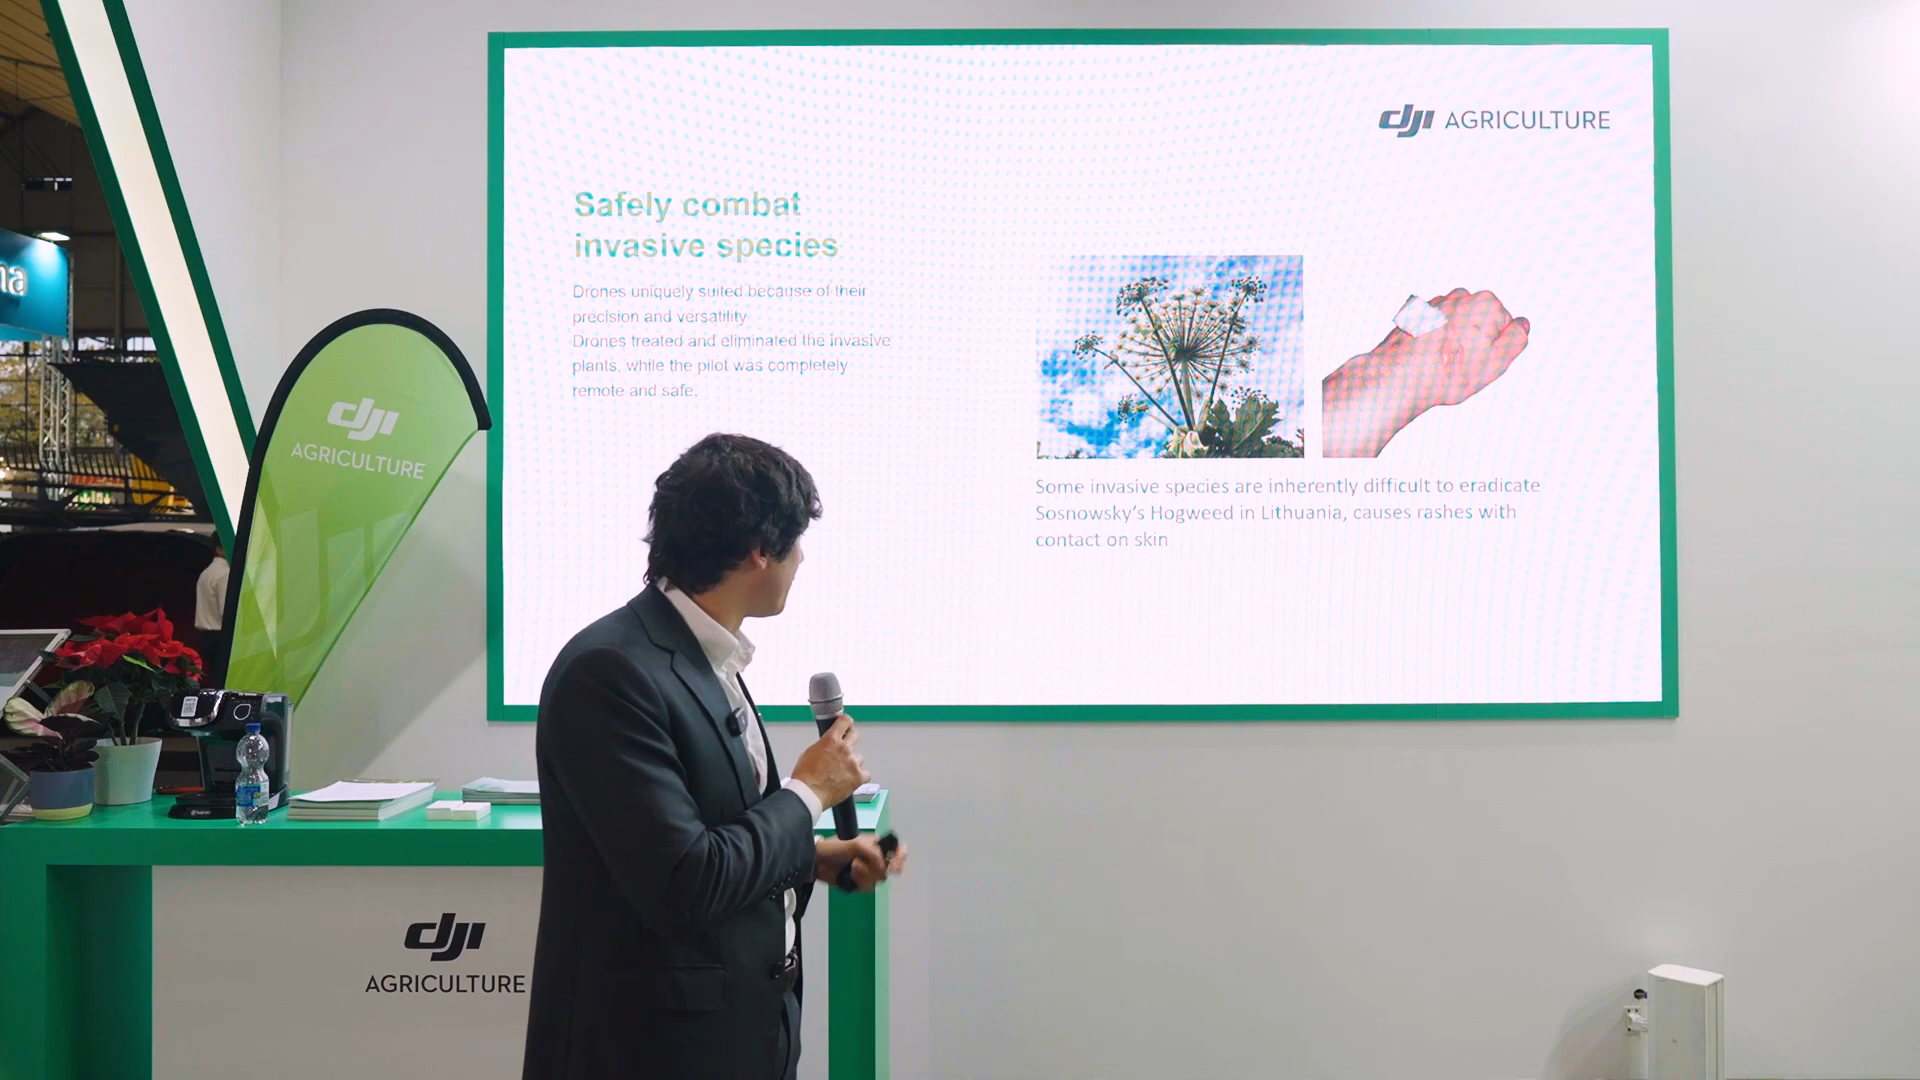 dji AGRICULTURE
Safely combat
invasive species
Drones uniquely suited because of their
precision and versatility
Drones treated and eliminated the invasive
plants, while the pilot was completely
remote and safe.
Some invasive species are inherently difficult to eradicate
Sosnowsky's Hogweed in Lithuania, causes rashes with
contact on skin
dji
AGRICULTURE
dji
AGRICULTURE